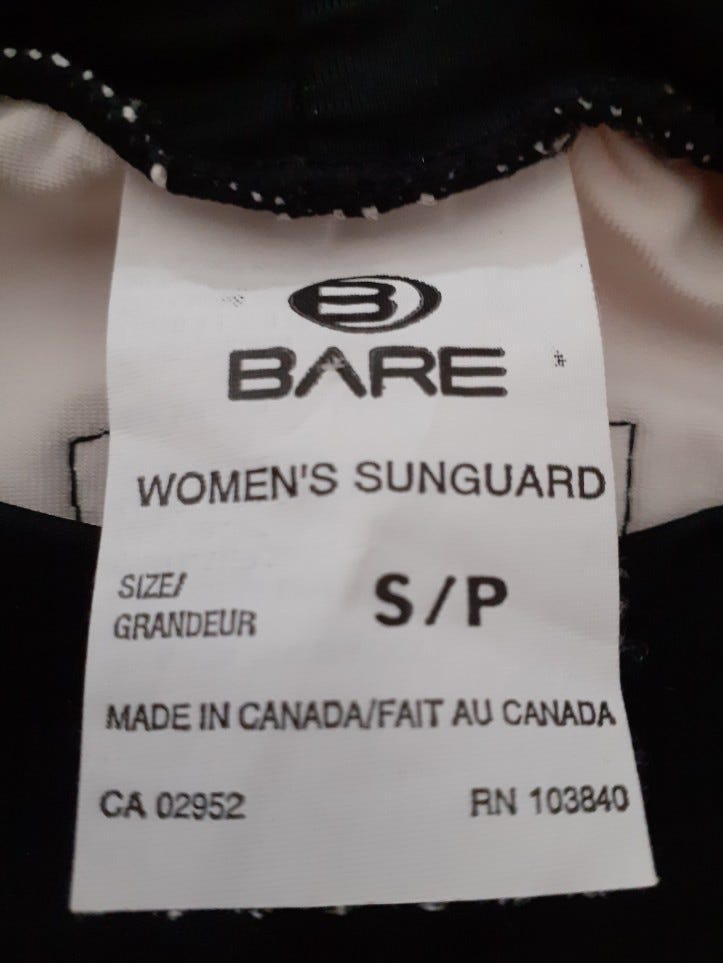 B
BARE
WOMEN'S SUNGUARD
SIZE/ S/P
GRANDEUR
MADE IN CANADA/FAIT AU CANADA
CA 02952 RN 103840